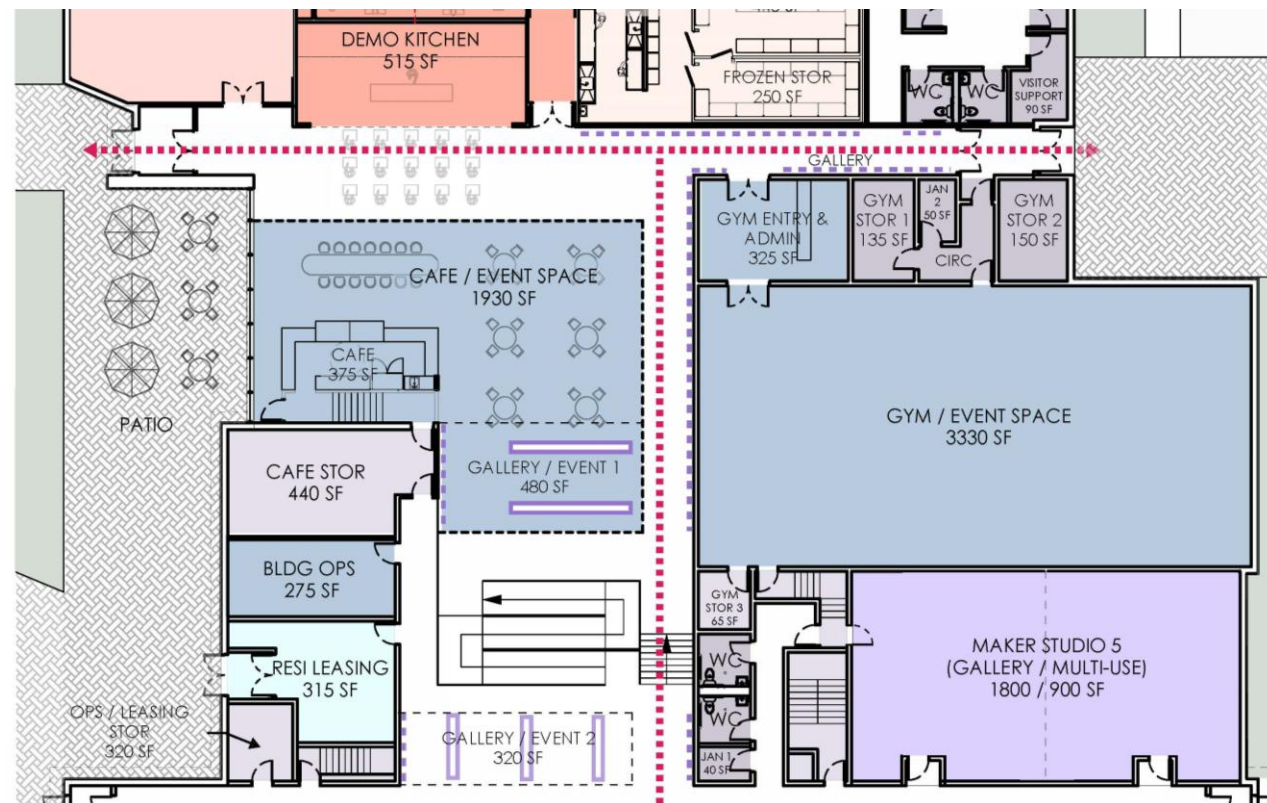 DEMO KITCHEN
515 SF
FROZEN STOR
250 SF
WC
WC
VISITOR
SUPPORT
90 SF
GALLERY
GYM ENTRY &
ADMIN
325 SF
GYM
STOR 1
135 SF
JAN
2
50 SF
CIRC
GYM
STOR 2
150 SF
CAFE / EVENT SPACE
1930 SF
CAFE
375 SF
PATIO
GYM / EVENT SPACE
3330 SF
CAFE STOR
440 SF
GALLERY / EVENT 1
480 SF
BLDG OPS
275 SF
GYM
STOR 3
65 SF
RESI LEASING
315 SF
WC
MAKER STUDIO 5
(GALLERY / MULTI-USE)
1800 / 900 SF
OPS / LEASING
STOR
320 SF
GALLERY / EVENT 2
320 SF
WC
JAN 1
40 SF